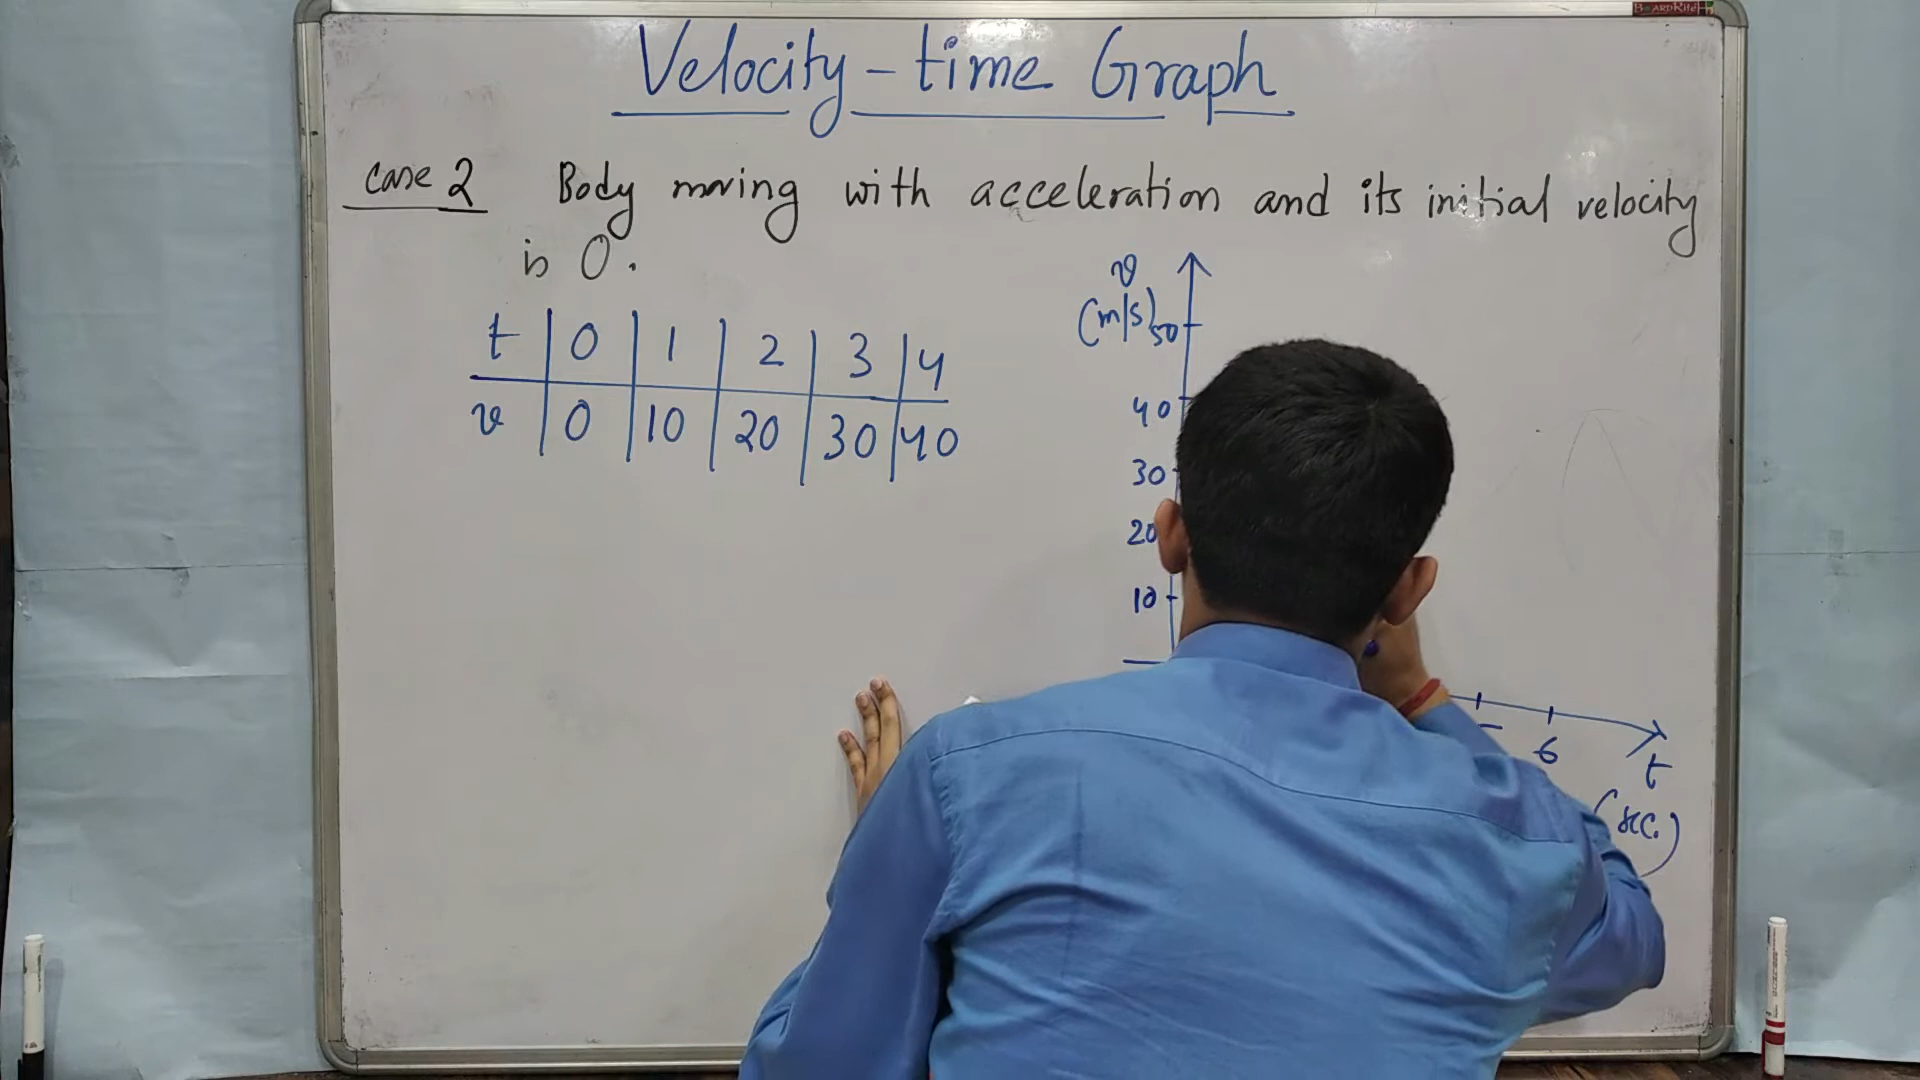 BOARDRITE
Velocity-time Graph
Case 2 Body moving with acceleration and its initial velocity
is 0.
t 0 1 2 3 4
v 0 10 20 30 40
v
(m/s)
50
40
30
20
10
6
t
(sec.)